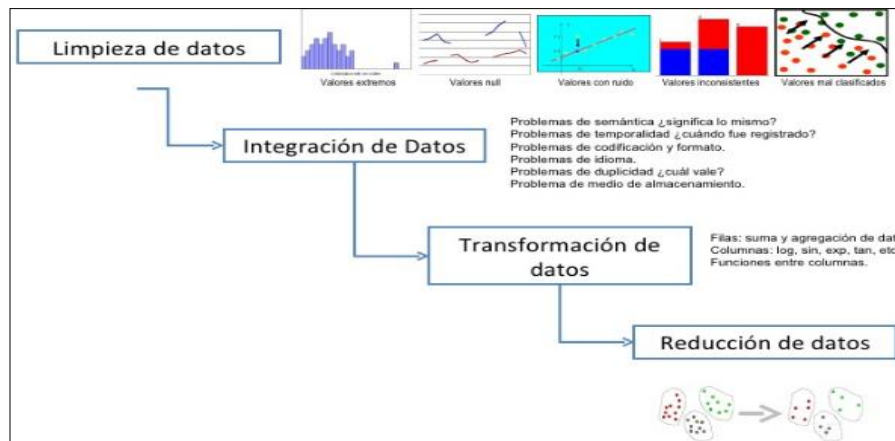 Limpieza de datos
Valores extremos
Valores null
Valores con ruido
Valores inconsistentes
Valores mal clasificados
Integración de Datos
Problemas de semántica ¿significa lo mismo?
Problemas de temporalidad ¿cuándo fue registrado?
Problemas de codificación y formato.
Problemas de idioma.
Problemas de duplicidad ¿cuál vale?
Problema de medio de almacenamiento.
Transformación de
datos
Filas: suma y agregación de dat
Columnas: log, sin, exp, tan, etc
Funciones entre columnas.
Reducción de datos